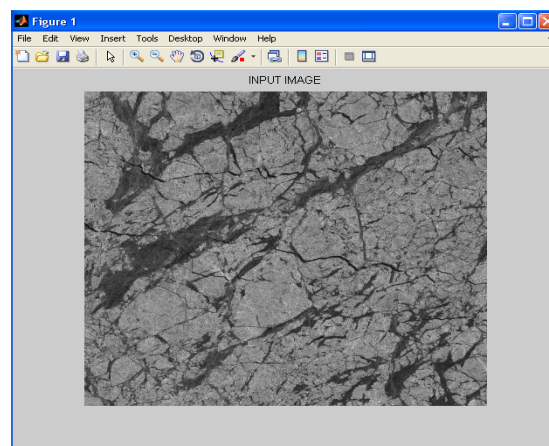 Figure 1
File Edit View Insert Tools Desktop Window Help
INPUT IMAGE